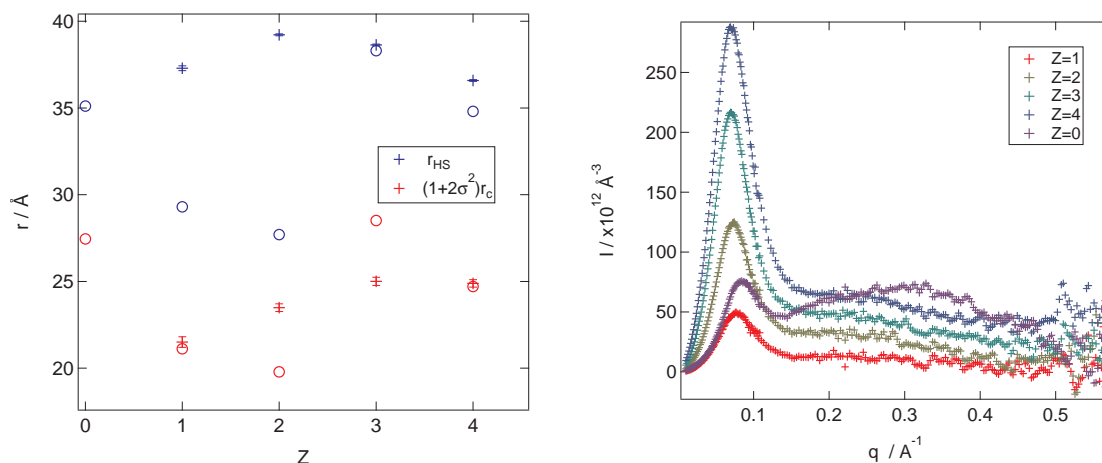 40
35
30
25
20
r / Å
0
1
2
3
4
Z
r_HS
(1+2σ²)r_c
250
200
150
100
50
0
I / x10¹² Å⁻³
0.1
0.2
0.3
0.4
0.5
q / A⁻¹
Z=1
Z=2
Z=3
Z=4
Z=0